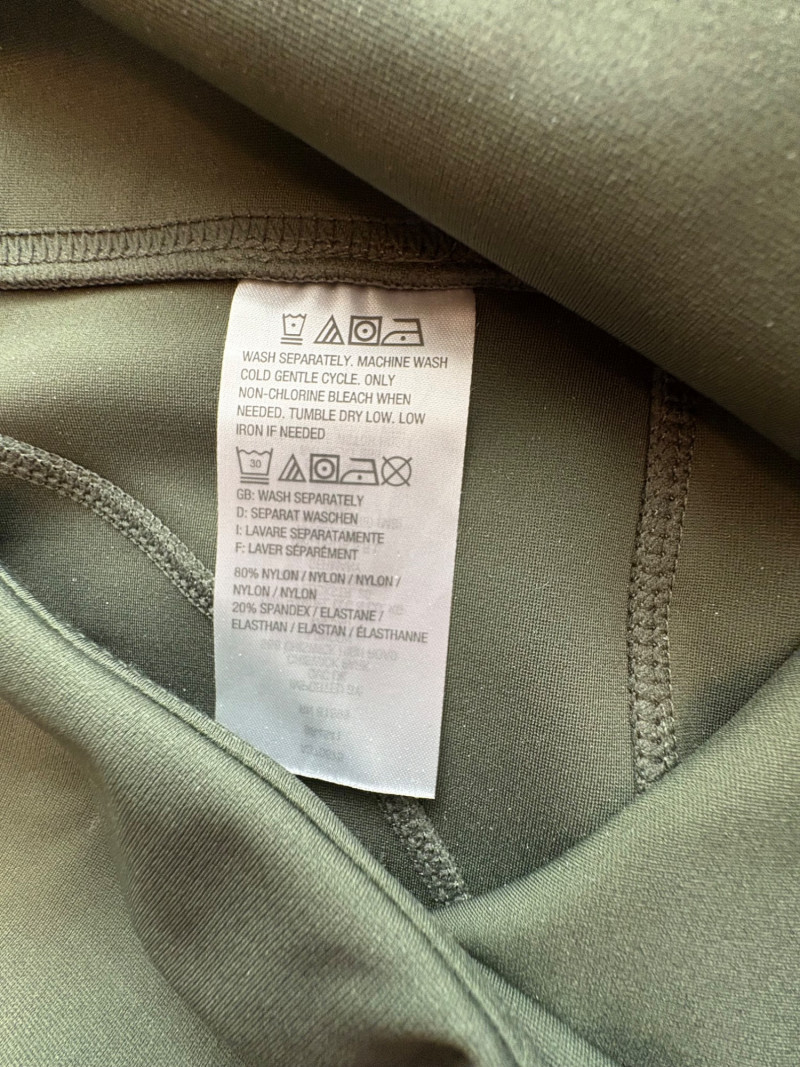 WASH SEPARATELY. MACHINE WASH
COLD GENTLE CYCLE. ONLY
NON-CHLORINE BLEACH WHEN
NEEDED. TUMBLE DRY LOW. LOW
IRON IF NEEDED
30
GB: WASH SEPARATELY
D: SEPARAT WASCHEN
I: LAVARE SEPARATAMENTE
F: LAVER SÉPARÉMENT
80% NYLON / NYLON / NYLON /
NYLON / NYLON
20% SPANDEX / ELASTANE /
ELASTHAN / ELASTAN / ÉLASTHANNE